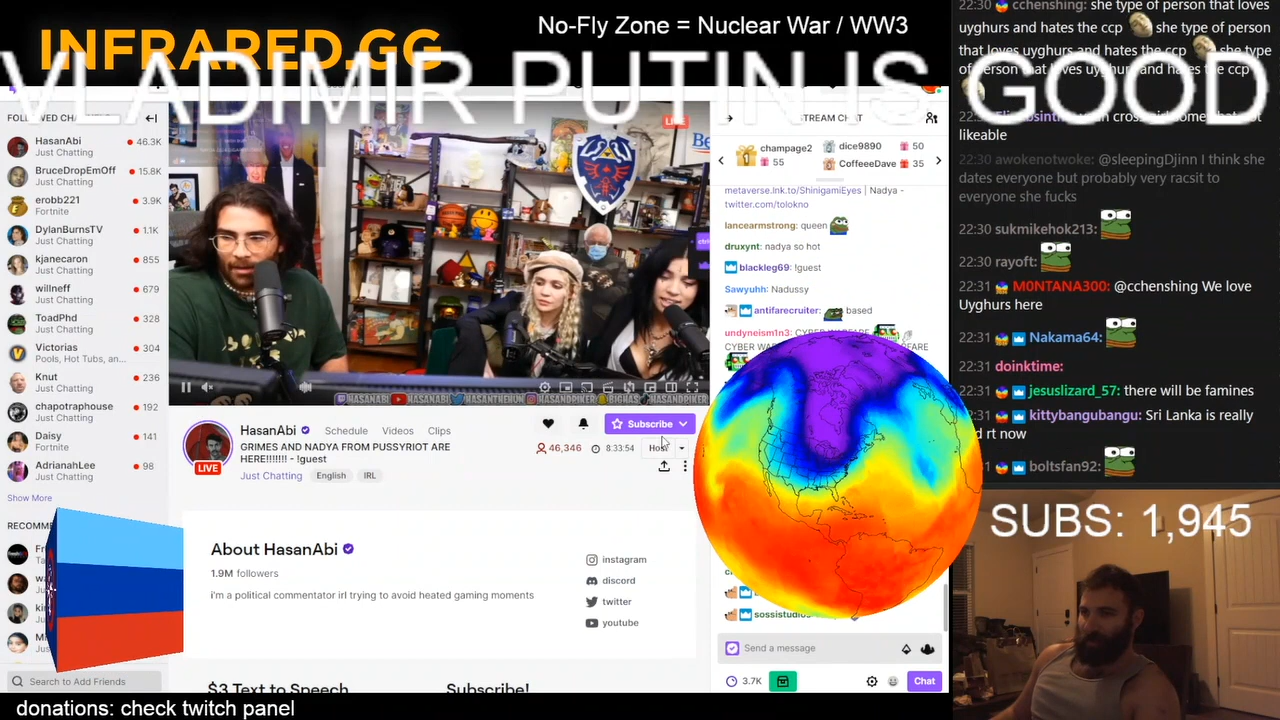 INFRARED.GG
No-Fly Zone = Nuclear War / WW3
VLADIMIR PUTIN IS GOOD
LIVE
HasanAbi
Just Chatting
46.3K
BruceDropEmOff
Just Chatting
15.8K
erobb221
Fortnite
3.9K
DylanBurnsTV
Just Chatting
1.1K
kjanecaron
Just Chatting
855
willneff
Just Chatting
679
ToadPhd
Just Chatting
328
Victorias
Pools, Hot Tubs, an...
304
Knut
Just Chatting
236
chapotraphouse
Just Chatting
192
Daisy
Fortnite
141
AdrianahLee
Just Chatting
98
Show More
Search to Add Friends
HasanAbi
Schedule Videos Clips
GRIMES AND NADYA FROM PUSSYRIOT ARE
HERE!!!!!!! - !guest
Just Chatting English IRL
LIVE
Subscribe
46,346 8:33:54
About HasanAbi
1.9M followers
i'm a political commentator irl trying to avoid heated gaming moments
instagram
discord
twitter
youtube
$3 Text to Speech
Subscribe!
STREAM CHAT
champage2
55
dice9890 50
CoffeeeDave 35
metaverse.lnk.to/ShinigamiEyes | Nadya -
twitter.com/tolokno
lancearmstrong: queen
druxynt: nadya so hot
blackleg69: !guest
Sawyuhh: Nadussy
antifarecruiter: based
undyneism1n3:
Send a message
3.7K
Chat
22:30 cchenshing: she type of person that loves
uyghurs and hates the ccp she type of person
that loves uyghurs and hates the ccp she type
of person that loves uyghurs and hates the ccp
likeable
22:30 awokenotwoke: @sleepingDjinn I think she
dates everyone but probably very racsit to
everyone she fucks
22:30 sukmikehok213:
22:30 rayoft:
22:31 M0NTANA300: @cchenshing We love
Uyghurs here
22:31 Nakama64:
22:31 doinktime:
22:31 jesuslizard_57: there will be famines
22:31 kittybangubangu: Sri Lanka is really
rt now
boltsfan92:
SUBS: 1,945
donations: check twitch panel